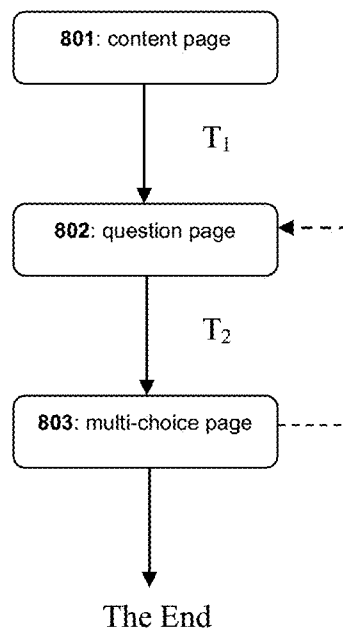 801: content page
T1
802: question page
T2
803: multi-choice page
The End